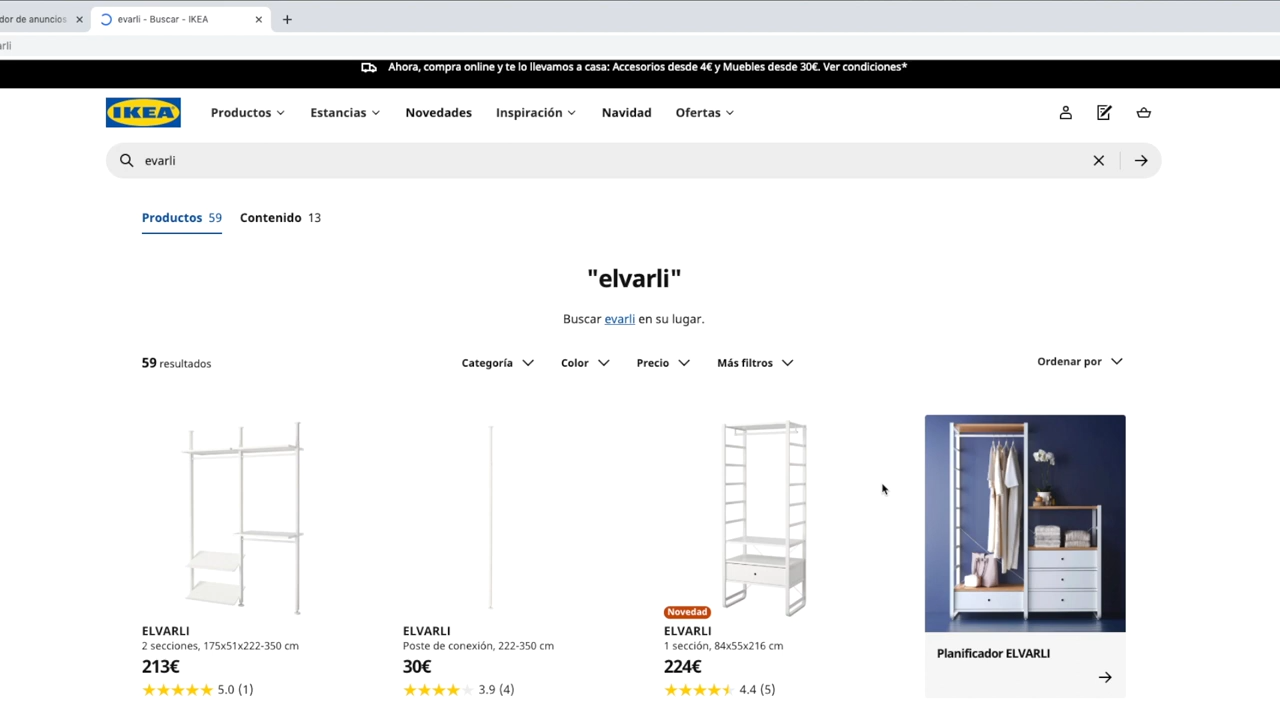 dor de anuncios
evarli - Buscar - IKEA
arli
Ahora, compra online y te lo llevamos a casa: Accesorios desde 4€ y Muebles desde 30€. Ver condiciones*
IKEA
Productos Estancias Novedades Inspiración Navidad Ofertas
evarli
Productos 59 Contenido 13
"elvarli"
Buscar evarli en su lugar.
59 resultados Categoría Color Precio Más filtros Ordenar por
Novedad
ELVARLI
2 secciones, 175x51x222-350 cm
213€
5.0 (1)
ELVARLI
Poste de conexión, 222-350 cm
30€
3.9 (4)
ELVARLI
1 sección, 84x55x216 cm
224€
4.4 (5)
Planificador ELVARLI